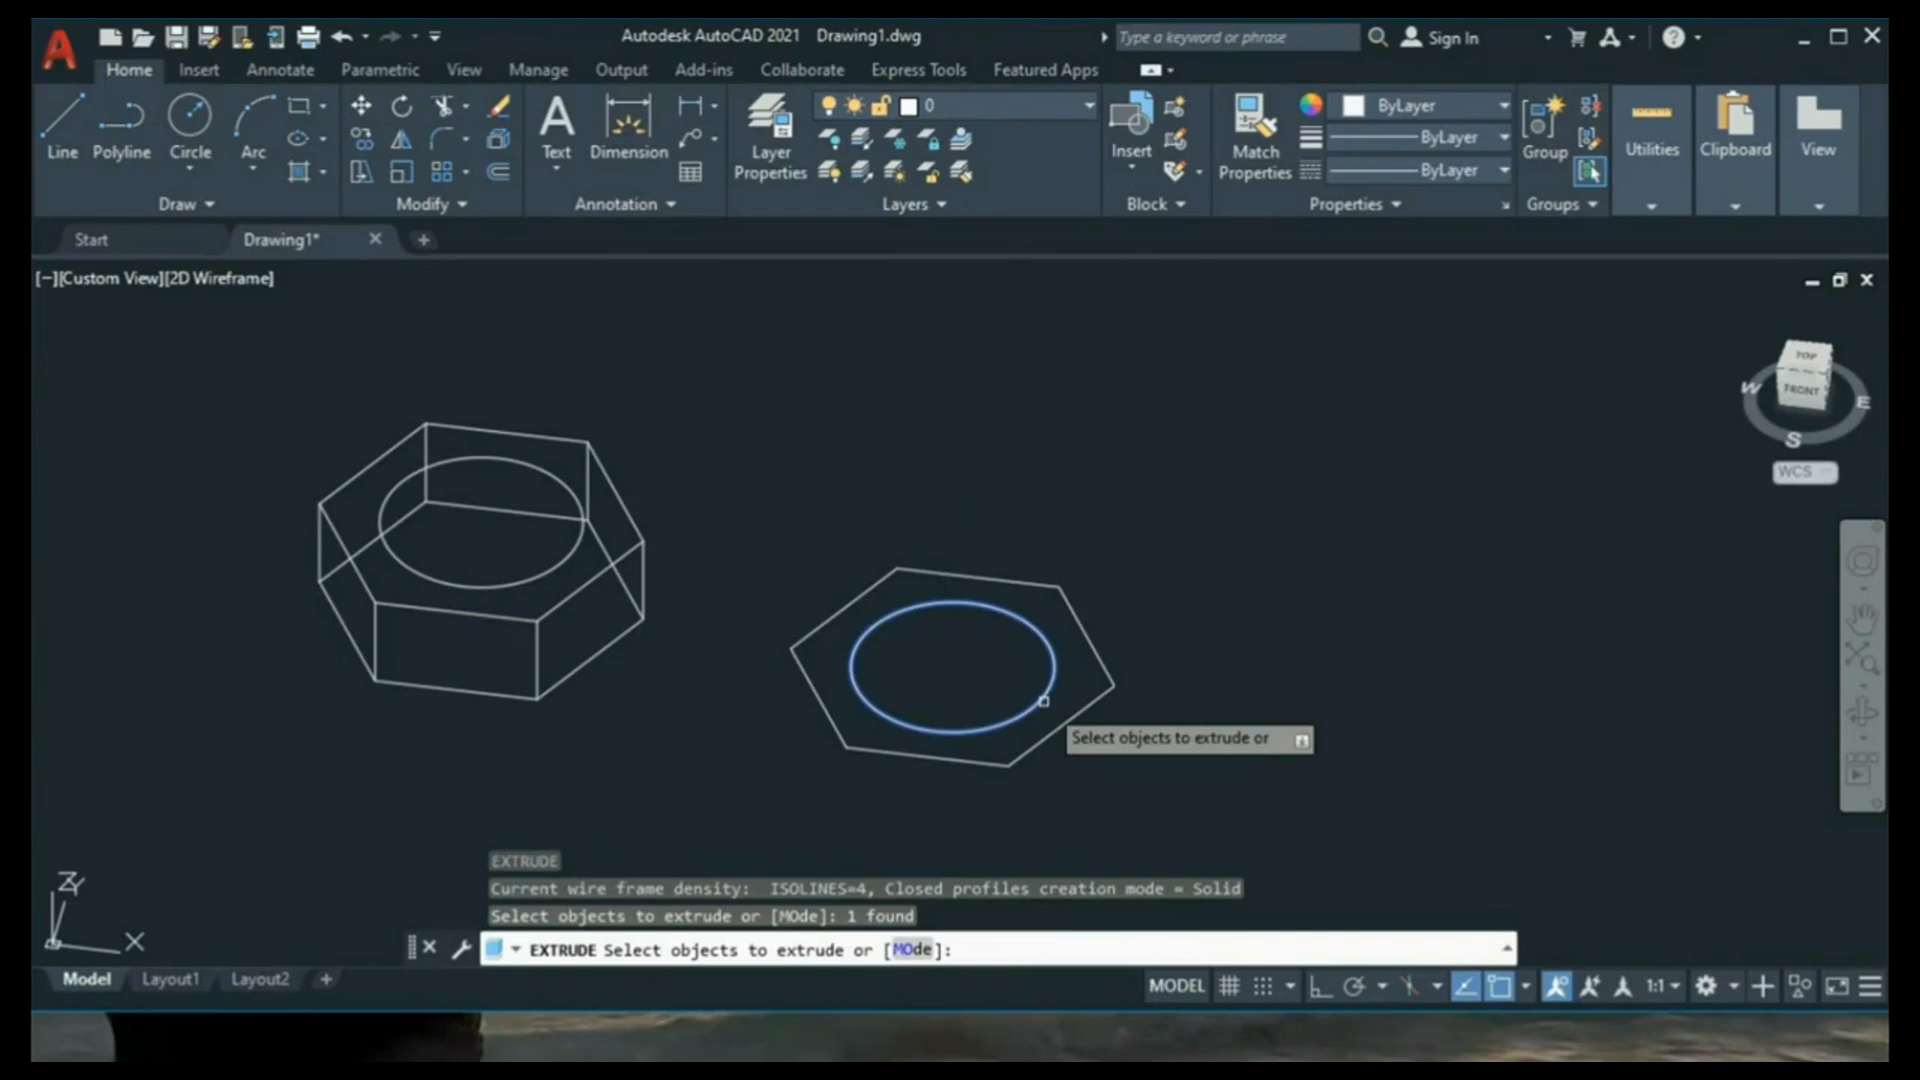 Autodesk AutoCAD 2021 Drawing1.dwg
Type a keyword or phrase
Sign In
Home Insert Annotate Parametric View Manage Output Add-ins Collaborate Express Tools Featured Apps
0
ByLayer
ByLayer
ByLayer
Line Polyline Circle Arc
Text Dimension
Layer Properties
Insert
Match Properties
Group
Utilities Clipboard View
Draw Modify Annotation Layers Block Properties Groups
Start Drawing1*
[−][Custom View][2D Wireframe]
TOP
FRONT
W
E
S
WCS
Select objects to extrude or
EXTRUDE
Current wire frame density: ISOLINES=4, Closed profiles creation mode = Solid
Select objects to extrude or [MOde]: 1 found
EXTRUDE Select objects to extrude or [MOde]:
Z
Y
X
Model Layout1 Layout2
MODEL
1:1